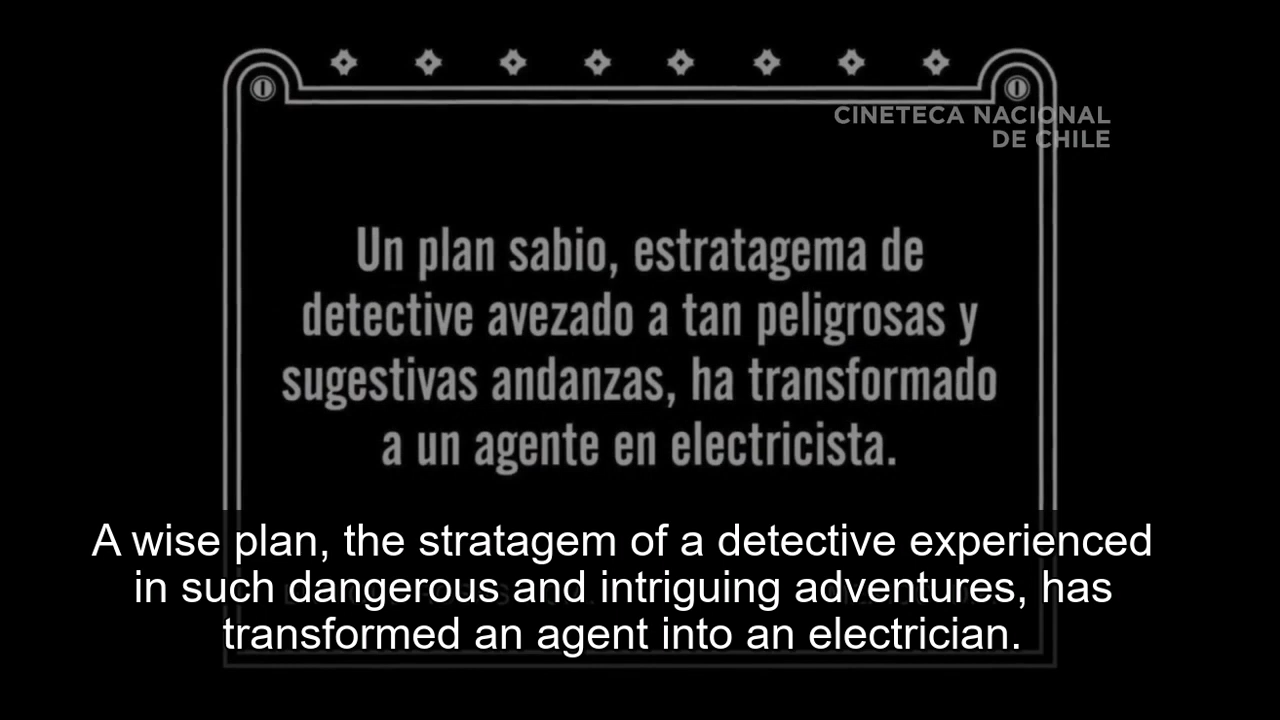 CINETECA NACIONAL
DE CHILE
Un plan sabio, estratagema de
detective avezado a tan peligrosas y
sugestivas andanzas, ha transformado
a un agente en electricista.
A wise plan, the stratagem of a detective experienced
in such dangerous and intriguing adventures, has
transformed an agent into an electrician.